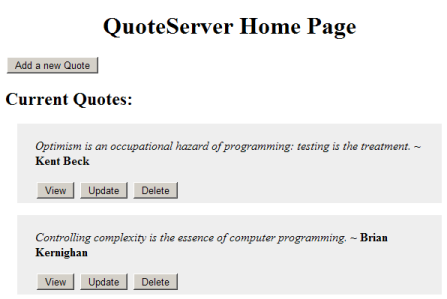 QuoteServer Home Page
Add a new Quote
Current Quotes:
Optimism is an occupational hazard of programming: testing is the treatment. ~
Kent Beck
View Update Delete
Controlling complexity is the essence of computer programming. ~ Brian
Kernighan
View Update Delete